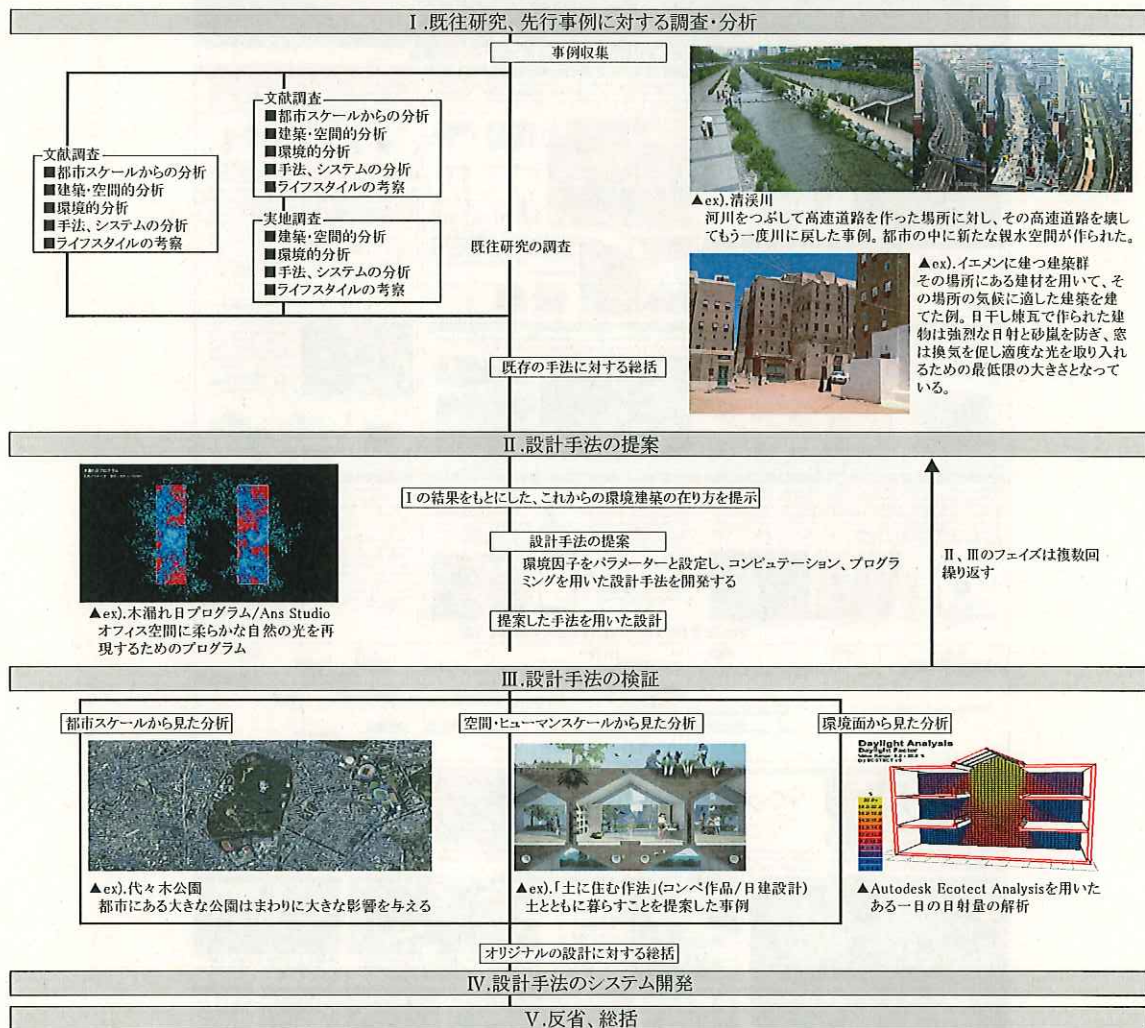 Ⅰ.既往研究、先行事例に対する調査・分析
事例収集
文献調査
■都市スケールからの分析
■建築・空間的分析
■環境的分析
■手法、システムの分析
■ライフスタイルの考察
文献調査
■都市スケールからの分析
■建築・空間的分析
■環境的分析
■手法、システムの分析
■ライフスタイルの考察
実地調査
■建築・空間的分析
■環境的分析
■手法、システムの分析
■ライフスタイルの考察
既往研究の調査
▲ex).清渓川
河川をつぶして高速道路を作った場所に対し、その高速道路を壊し
てもう一度川に戻した事例。都市の中に新たな親水空間が作られた。
▲ex).イエメンに建つ建築群
その場所にある建材を用いて、そ
の場所の気候に適した建築を建
てた例。日干し煉瓦で作られた建
物は強烈な日射と砂嵐を防ぎ、窓
は換気を促し適度な光を取り入れ
るための最低限の大きさとなって
いる。
既存の手法に対する総括
Ⅱ.設計手法の提案
木漏れ日プログラム
Ⅰの結果をもとにした、これからの環境建築の在り方を提示
設計手法の提案
環境因子をパラメーターと設定し、コンピュテーション、プログラ
ミングを用いた設計手法を開発する
▲ex).木漏れ日プログラム/Ans Studio
オフィス空間に柔らかな自然の光を再
現するためのプログラム
提案した手法を用いた設計
Ⅱ、Ⅲのフェイズは複数回
繰り返す
Ⅲ.設計手法の検証
都市スケールから見た分析
空間・ヒューマンスケールから見た分析
環境面から見た分析
Daylight Analysis
Daylight Factor
▲ex).代々木公園
都市にある大きな公園はまわりに大きな影響を与える
▲ex).「土に住む作法」(コンペ作品/日建設計)
土とともに暮らすことを提案した事例
▲Autodesk Ecotect Analysisを用いた
ある一日の日射量の解析
オリジナルの設計に対する総括
Ⅳ.設計手法のシステム開発
Ⅴ.反省、総括